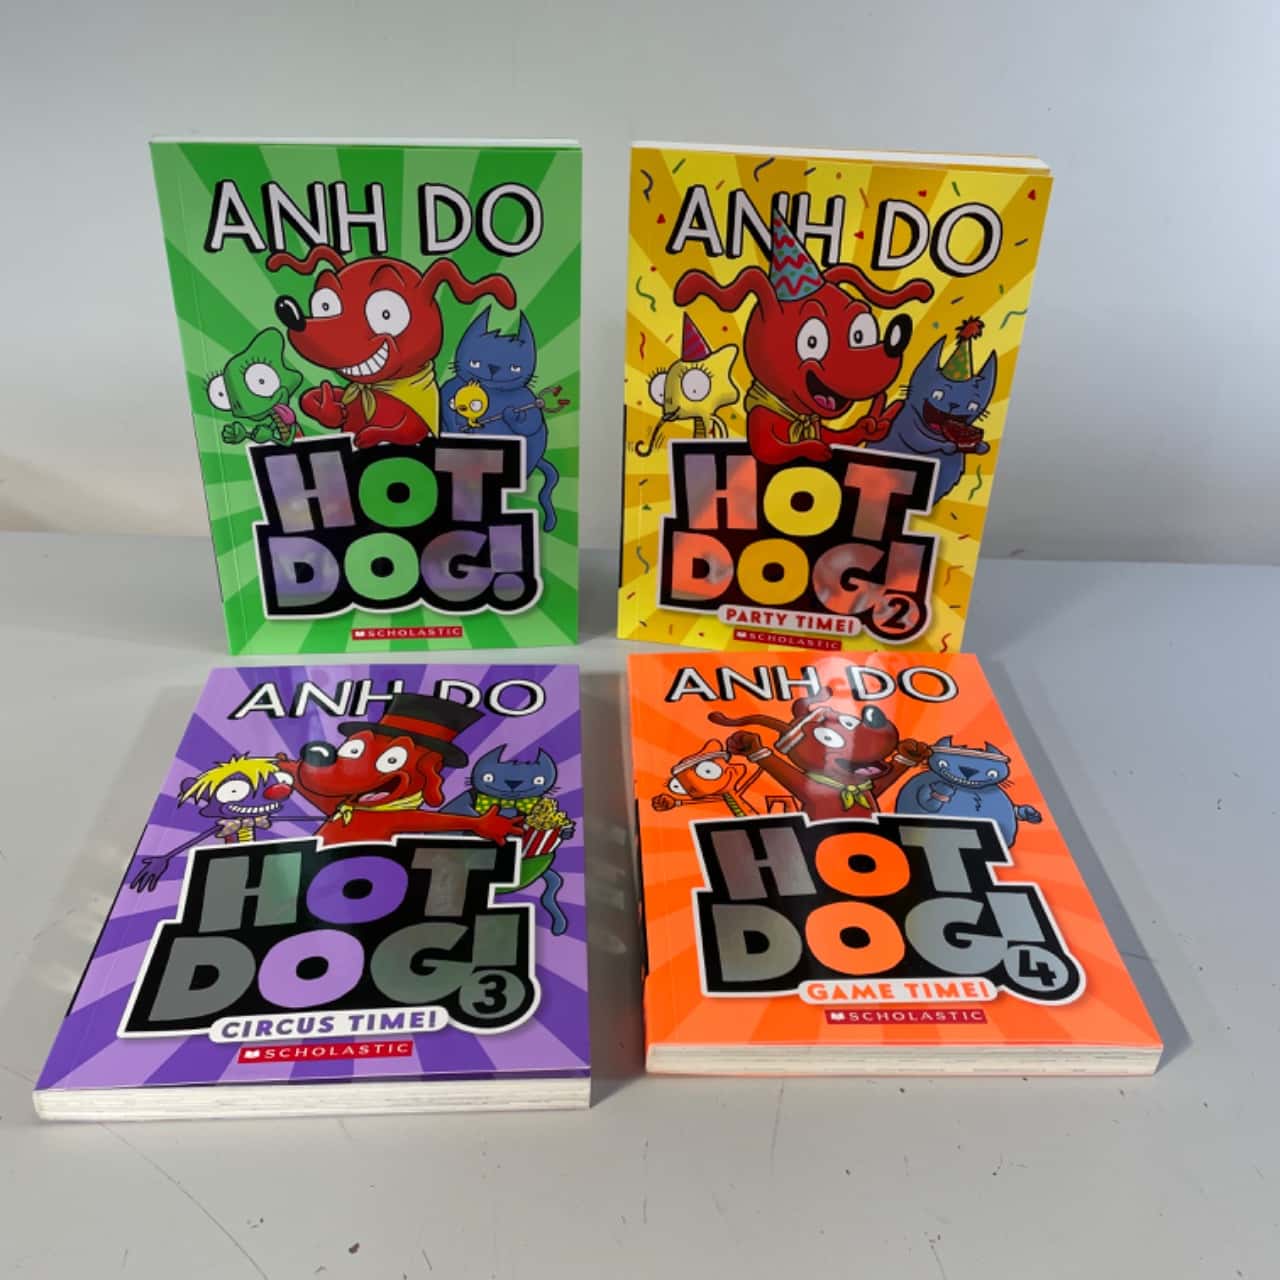 ANH DO
HOT
DOG!
SCHOLASTIC
ANH DO
HOT
DOG! 2
PARTY TIME!
SCHOLASTIC
ANH DO
HOT
DOG! 3
CIRCUS TIME!
SCHOLASTIC
ANH DO
HOT
DOG! 4
GAME TIME!
SCHOLASTIC